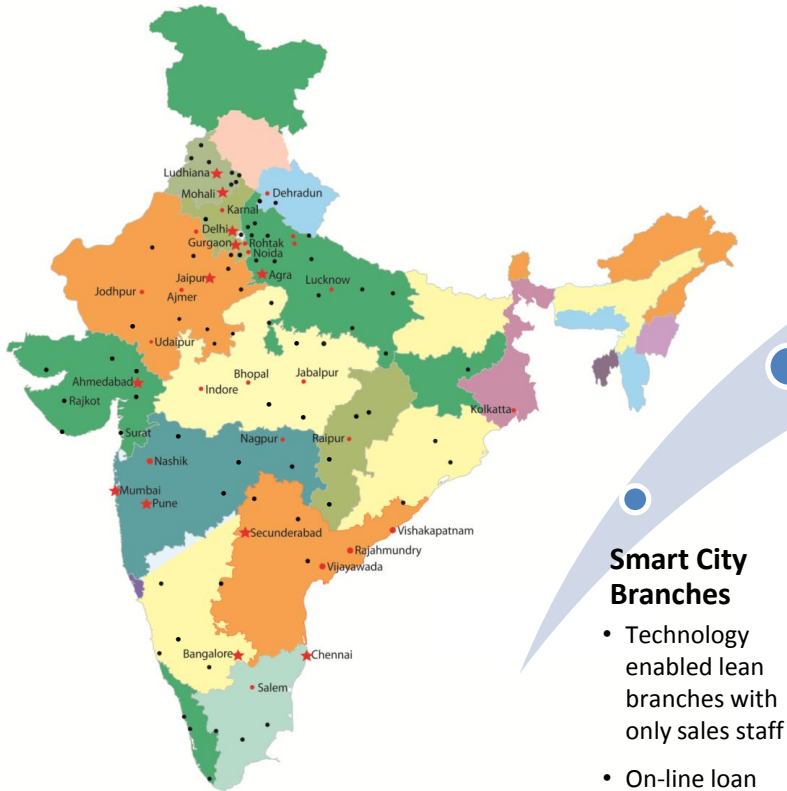 Ludhiana
Mohali
Dehradun
Karnal
Delhi
Gurgaon
Rohtak
Noida
Jaipur
Agra
Jodhpur
Ajmer
Lucknow
Udaipur
Ahmedabad
Bhopal
Jabalpur
Indore
Rajkot
Kolkatta
Surat
Nagpur
Raipur
Nashik
Mumbai
Pune
Secunderabad
Vishakapatnam
Rajahmundry
Vijayawada
Bangalore
Chennai
Salem
Smart City
Branches
• Technology
enabled lean
branches with
only sales staff
• On-line loan